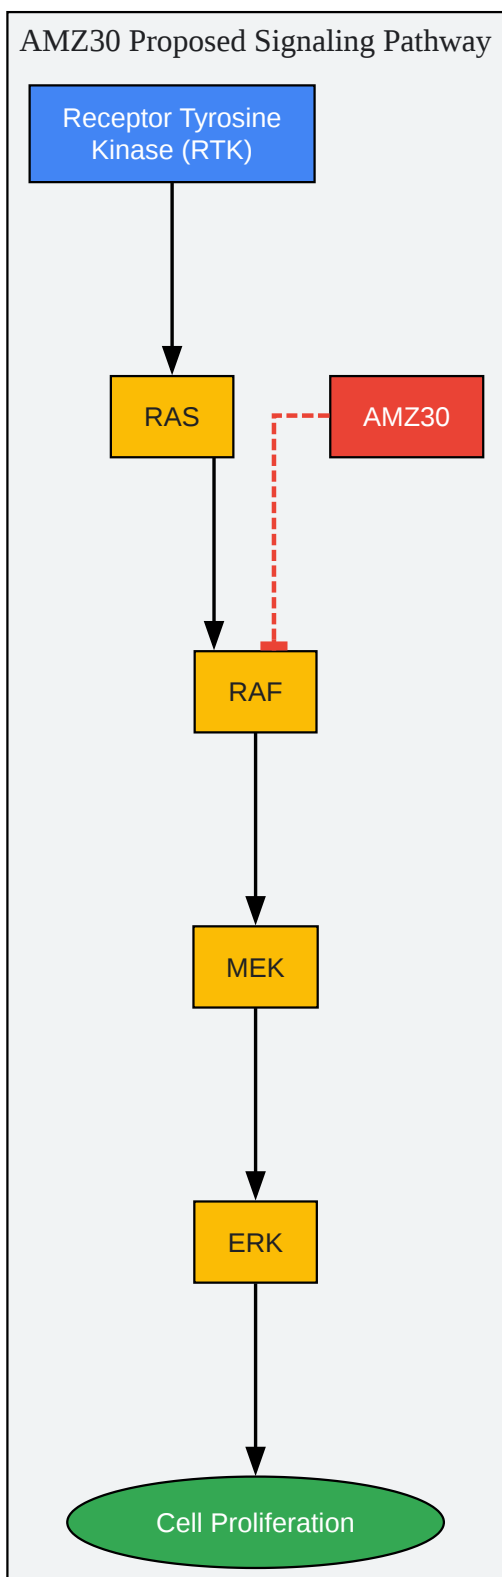 AMZ30 Proposed Signaling Pathway
Receptor Tyrosine
Kinase (RTK)
RAS
AMZ30
RAF
MEK
ERK
Cell Proliferation